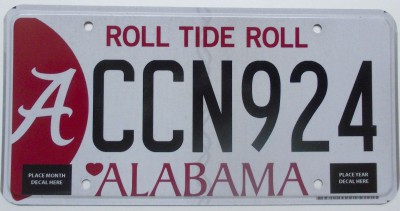 ROLL TIDE ROLL
A CCN924
PLACE MONTH
DECAL HERE
ALABAMA
PLACE YEAR
DECAL HERE